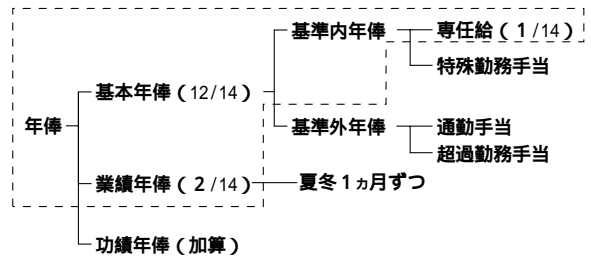 基準内年俸
専任給(1/14)
特殊勤務手当
基本年俸(12/14)
年俸
基準外年俸
通勤手当
超過勤務手当
業績年俸(2/14)
夏冬1ヵ月ずつ
功績年俸(加算)